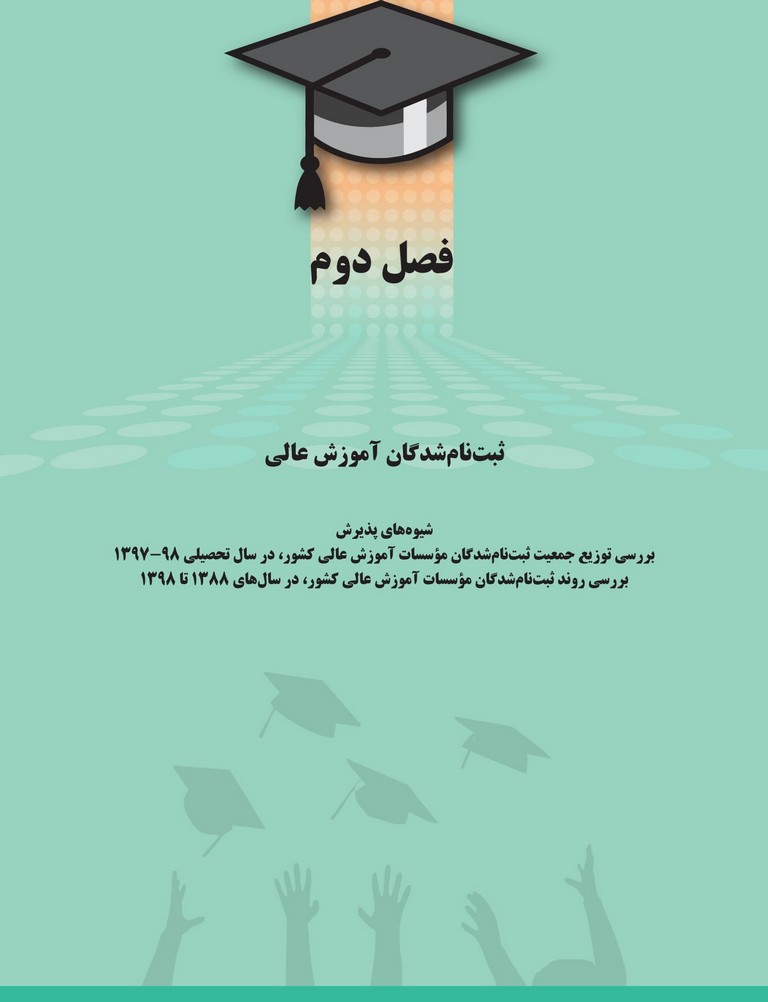 فصل دوم
ثبت‌نام‌شدگان آموزش عالی
شیوه‌های پذیرش
بررسی توزیع جمعیت ثبت‌نام‌شدگان مؤسسات آموزش عالی کشور، در سال تحصیلی ۹۸-۱۳۹۷
بررسی روند ثبت‌نام‌شدگان مؤسسات آموزش عالی کشور، در سال‌های ۱۳۸۸ تا ۱۳۹۸